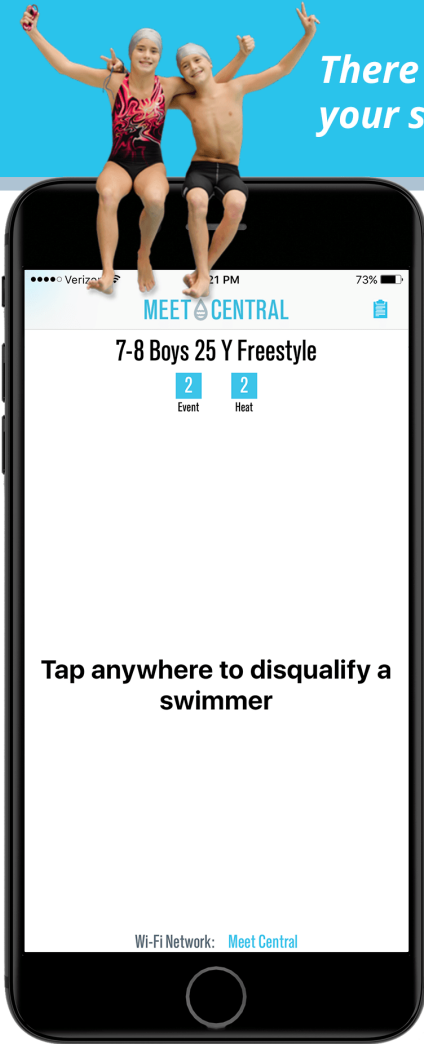 There
your s
Verizon
21 PM
73%
MEET CENTRAL
7-8 Boys 25 Y Freestyle
2
2
Event
Heat
Tap anywhere to disqualify a
swimmer
Wi-Fi Network: Meet Central